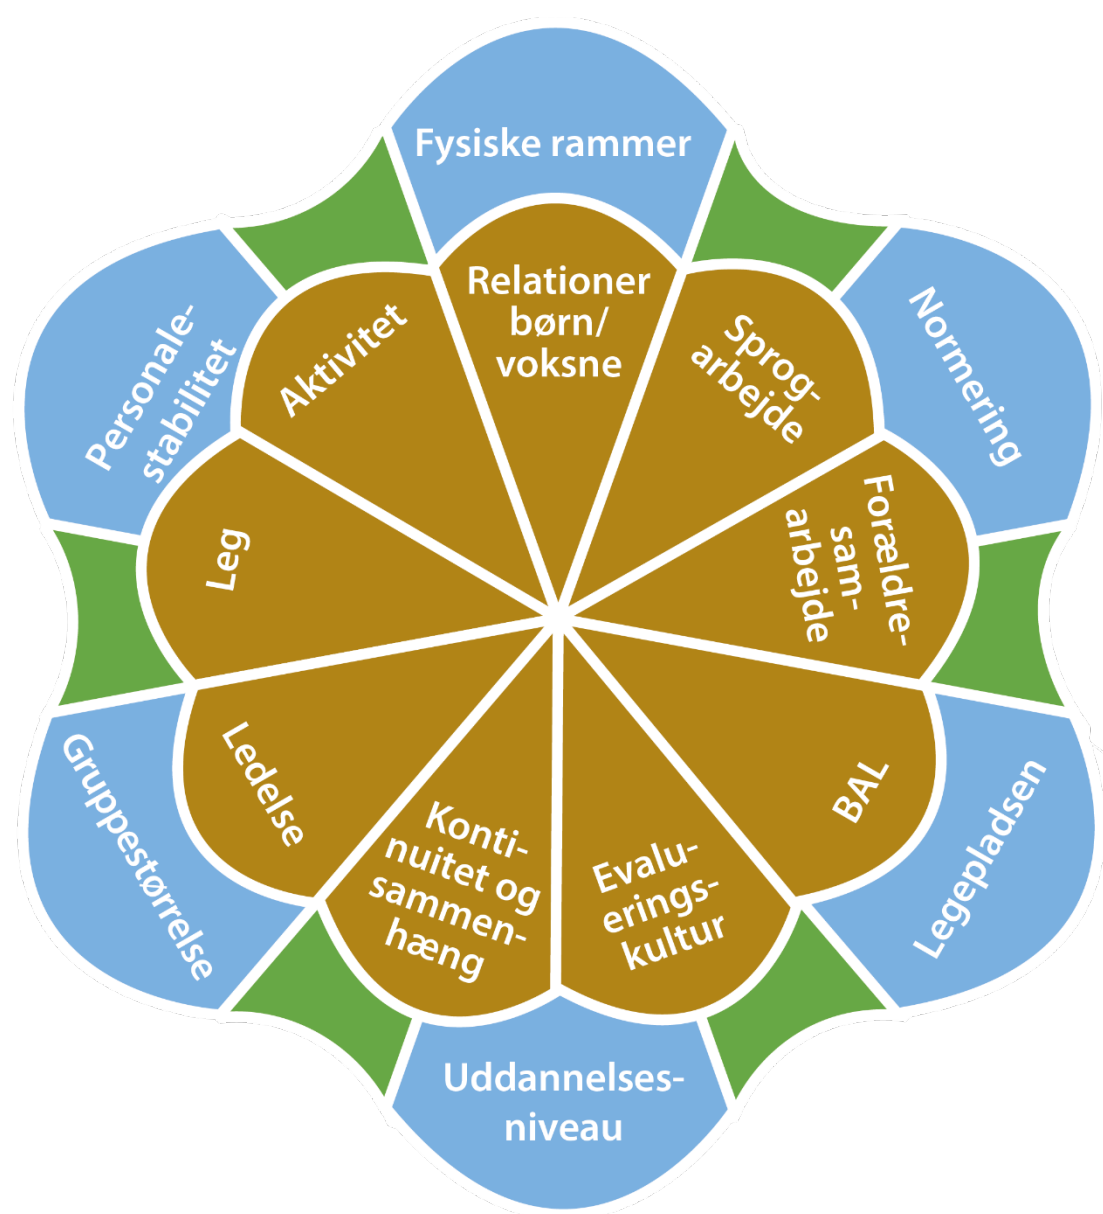 Fysiske rammer
Relationer
børn/
voksne
Sprog-
arbejde
Normering
Forældre-
sam-
arbejde
BAL
Legepladsen
Evalu-
erings-
kultur
Uddannelses-
niveau
Konti-
nuitet og
sammen-
hæng
Ledelse
Gruppestørrelse
Leg
Personale-
stabilitet
Aktivitet